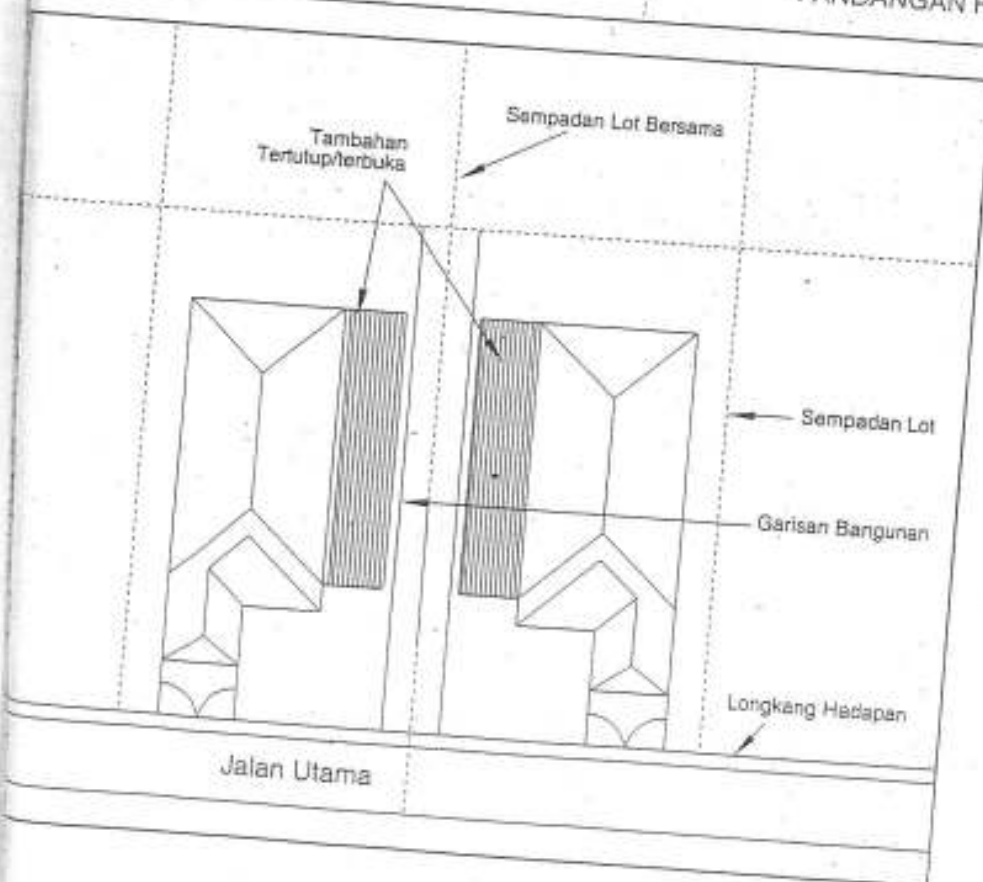 Tambahan
Tertutup/terbuka
Sempadan Lot Bersama
Sempadan Lot
Garisan Bangunan
Longkang Hadapan
Jalan Utama